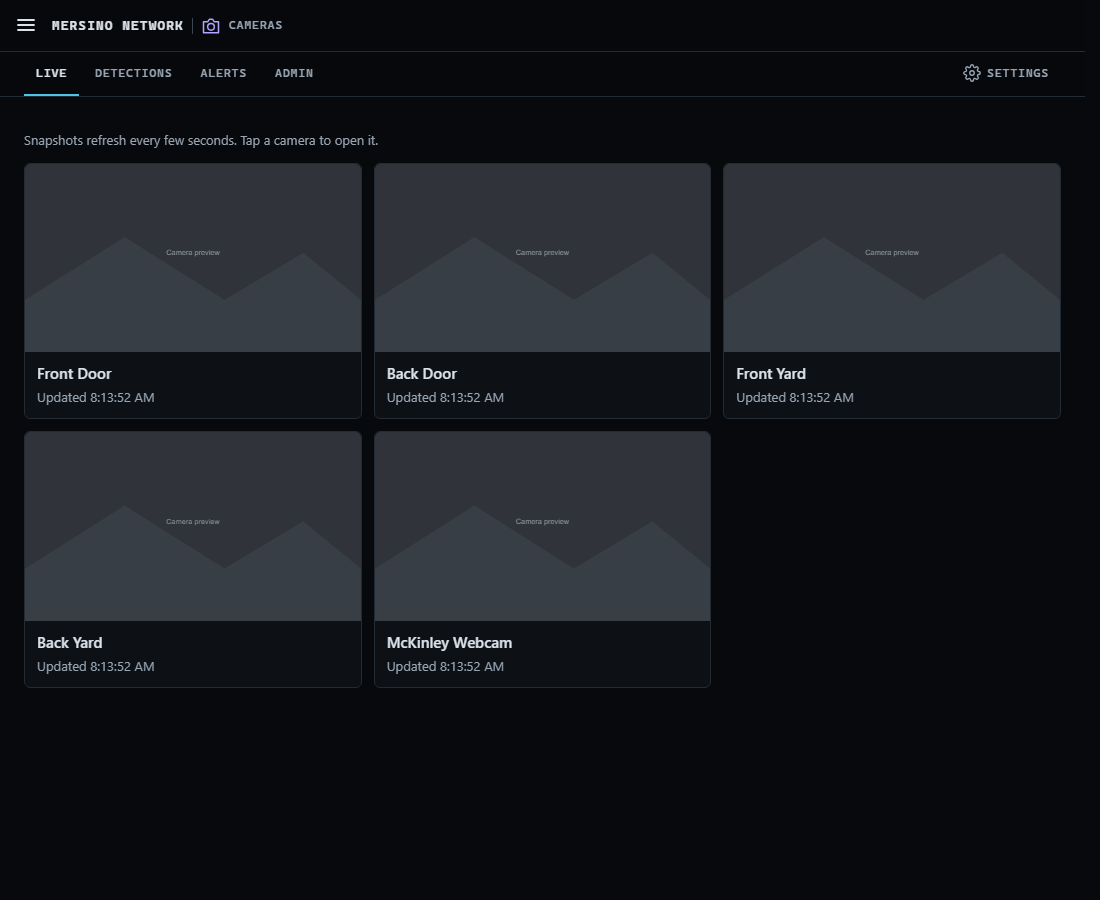 MERSINO NETWORK CAMERAS
LIVE DETECTIONS ALERTS ADMIN SETTINGS
Snapshots refresh every few seconds. Tap a camera to open it.
Camera preview Camera preview Camera preview
Front Door Back Door Front Yard
Updated 8:13:52 AM Updated 8:13:52 AM Updated 8:13:52 AM
Camera preview Camera preview
Back Yard McKinley Webcam
Updated 8:13:52 AM Updated 8:13:52 AM